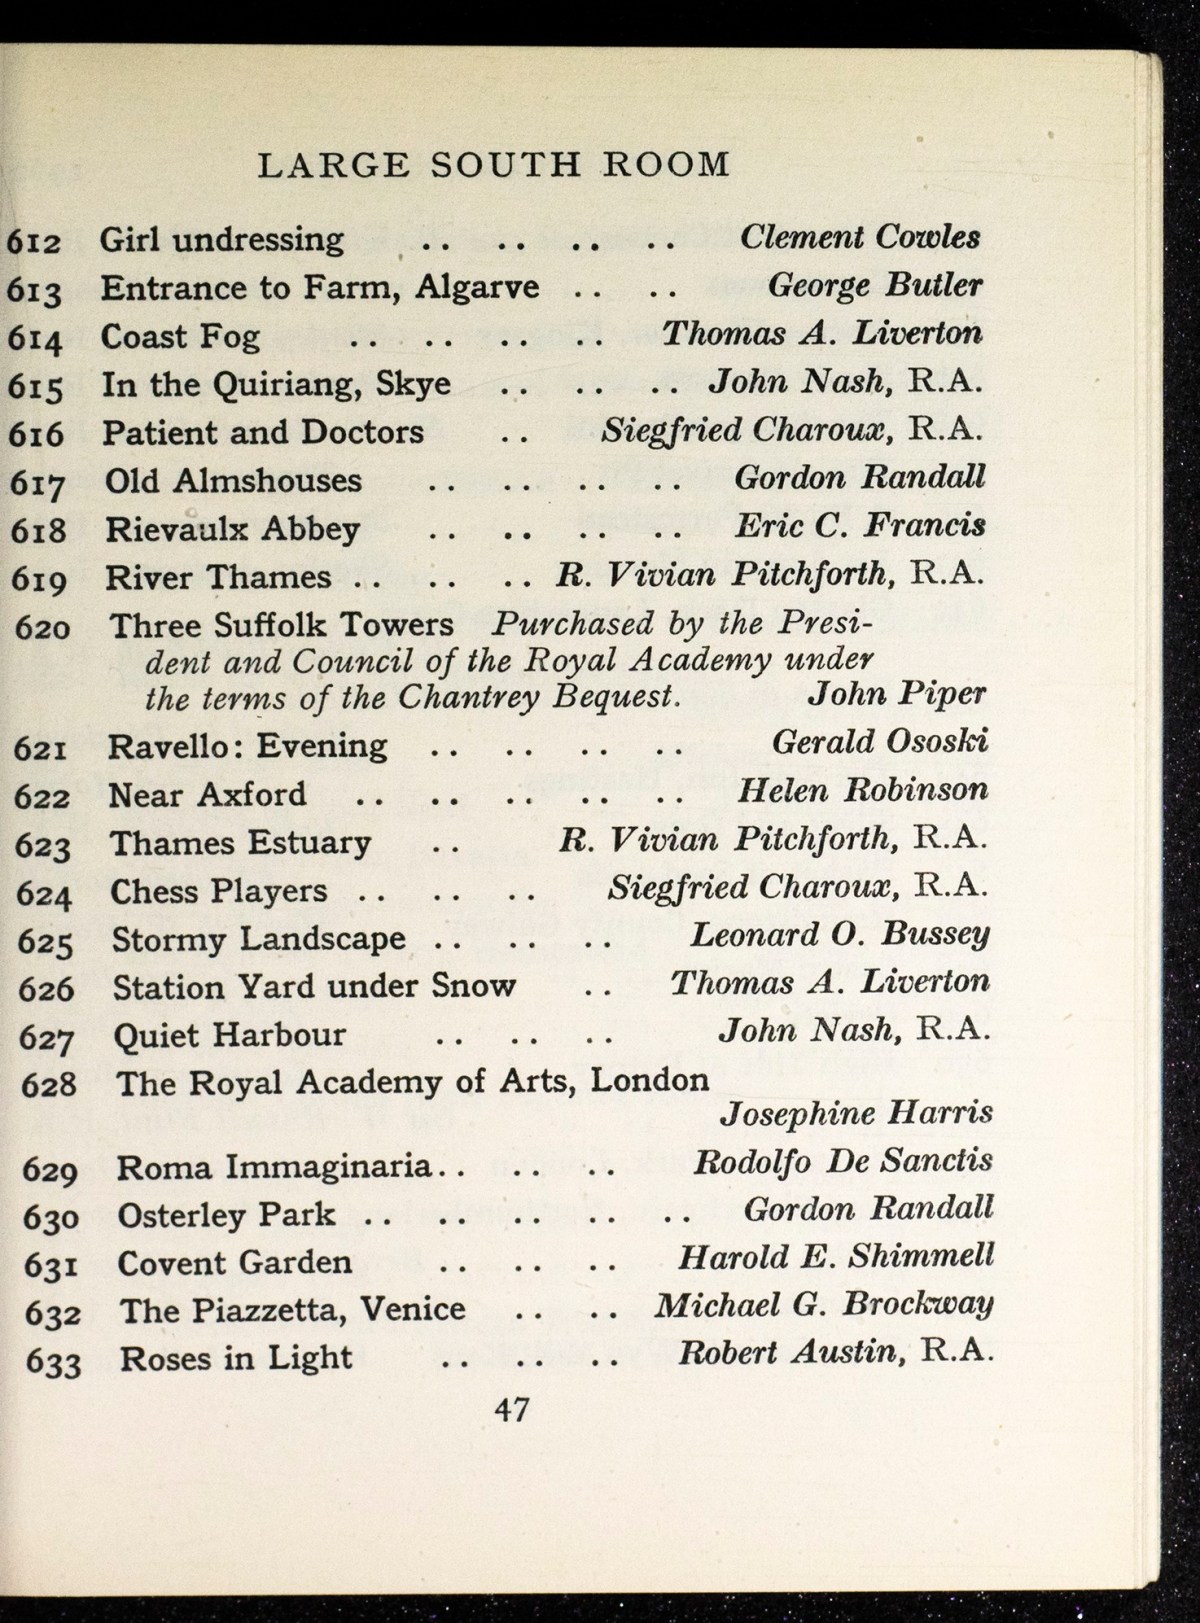 LARGE SOUTH ROOM
612 Girl undressing .. .. .. .. Clement Cowles
613 Entrance to Farm, Algarve .. .. George Butler
614 Coast Fog .. .. .. .. Thomas A. Liverton
615 In the Quiriang, Skye .. .. .. John Nash, R.A.
616 Patient and Doctors .. Siegfried Charoux, R.A.
617 Old Almshouses .. .. .. .. Gordon Randall
618 Rievaulx Abbey .. .. .. .. Eric C. Francis
619 River Thames .. .. .. R. Vivian Pitchforth, R.A.
620 Three Suffolk Towers Purchased by the Presi-
dent and Council of the Royal Academy under
the terms of the Chantrey Bequest. John Piper
621 Ravello: Evening .. .. .. .. Gerald Ososki
622 Near Axford .. .. .. .. .. Helen Robinson
623 Thames Estuary .. R. Vivian Pitchforth, R.A.
624 Chess Players .. .. .. Siegfried Charoux, R.A.
625 Stormy Landscape .. .. .. Leonard O. Bussey
626 Station Yard under Snow .. Thomas A. Liverton
627 Quiet Harbour .. .. .. John Nash, R.A.
628 The Royal Academy of Arts, London
Josephine Harris
629 Roma Immaginaria .. .. .. Rodolfo De Sanctis
630 Osterley Park .. .. .. .. .. Gordon Randall
631 Covent Garden .. .. .. Harold E. Shimmell
632 The Piazzetta, Venice .. .. Michael G. Brockway
633 Roses in Light .. .. .. Robert Austin, R.A.
47